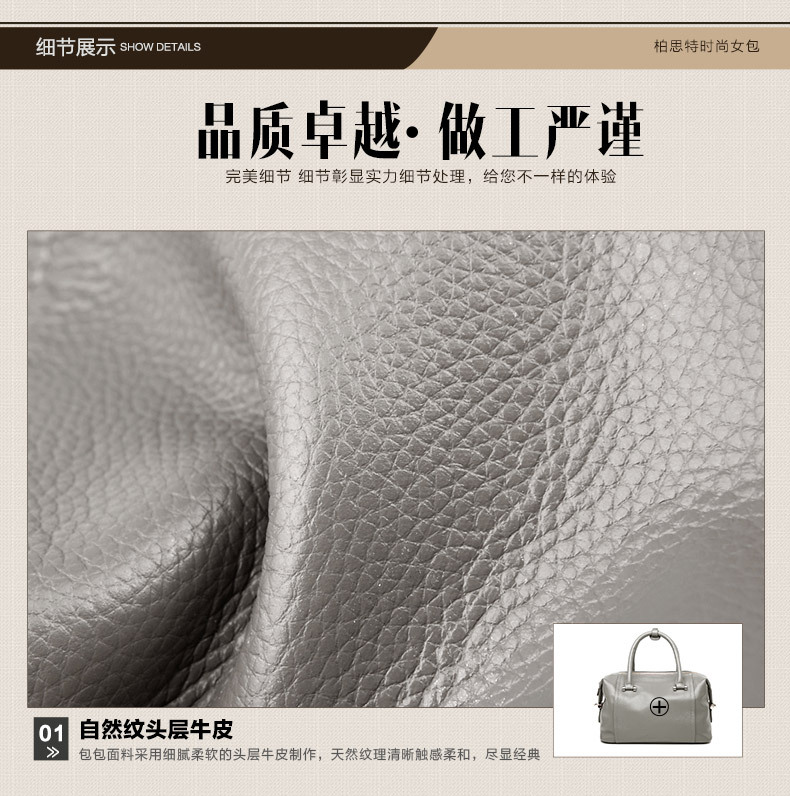 细节展示 SHOW DETAILS
柏思特时尚女包
品质卓越·做工严谨
完美细节 细节彰显实力细节处理，给您不一样的体验
01
自然纹头层牛皮
包包面料采用细腻柔软的头层牛皮制作，天然纹理清晰触感柔和，尽显经典